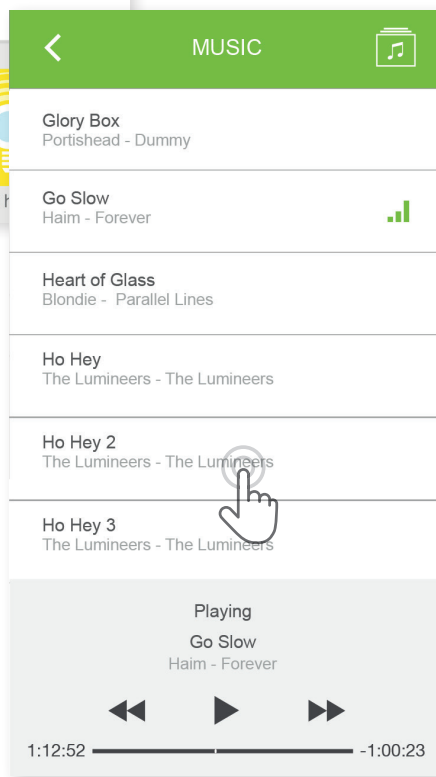 MUSIC
Glory Box
Portishead - Dummy
Go Slow
Haim - Forever
Heart of Glass
Blondie - Parallel Lines
Ho Hey
The Lumineers - The Lumineers
Ho Hey 2
The Lumineers - The Lumineers
Ho Hey 3
The Lumineers - The Lumineers
Playing
Go Slow
Haim - Forever
1:12:52 -1:00:23